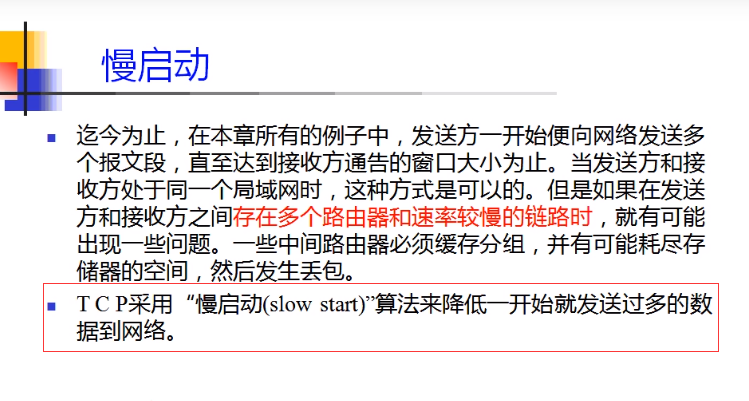 慢启动
迄今为止，在本章所有的例子中，发送方一开始便向网络发送多
个报文段，直至达到接收方通告的窗口大小为止。当发送方和接
收方处于同一个局域网时，这种方式是可以的。但是如果在发送
方和接收方之间存在多个路由器和速率较慢的链路时，就有可能
出现一些问题。一些中间路由器必须缓存分组，并有可能耗尽存
储器的空间，然后发生丢包。
T C P采用“慢启动(slow start)”算法来降低一开始就发送过多的数
据到网络。